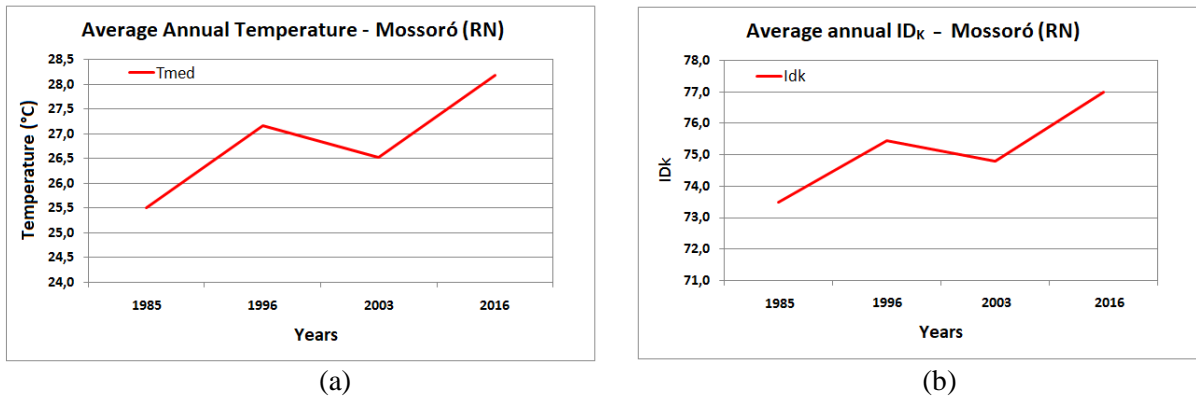 Average Annual Temperature - Mossoró (RN)
Tmed
28,5
28,0
27,5
27,0
26,5
26,0
25,5
25,0
24,5
24,0
Temperature (°C)
1985 1996 2003 2016
Years
(a)
Average annual IDK – Mossoró (RN)
Idk
78,0
77,0
76,0
75,0
74,0
73,0
72,0
71,0
IDk
1985 1996 2003 2016
Years
(b)